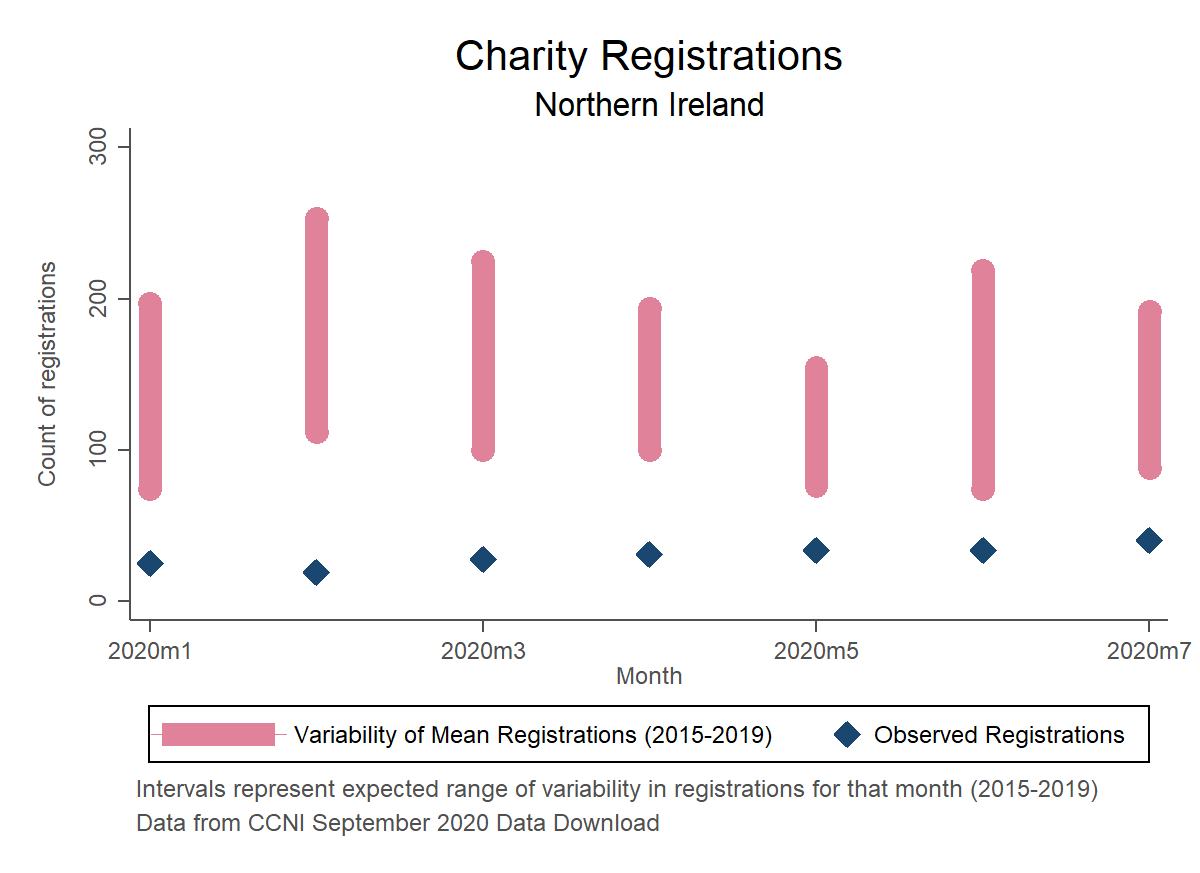 Charity Registrations
Northern Ireland
Count of registrations
300
200
100
0
2020m1 2020m3 2020m5 2020m7
Month
Variability of Mean Registrations (2015-2019) Observed Registrations
Intervals represent expected range of variability in registrations for that month (2015-2019)
Data from CCNI September 2020 Data Download